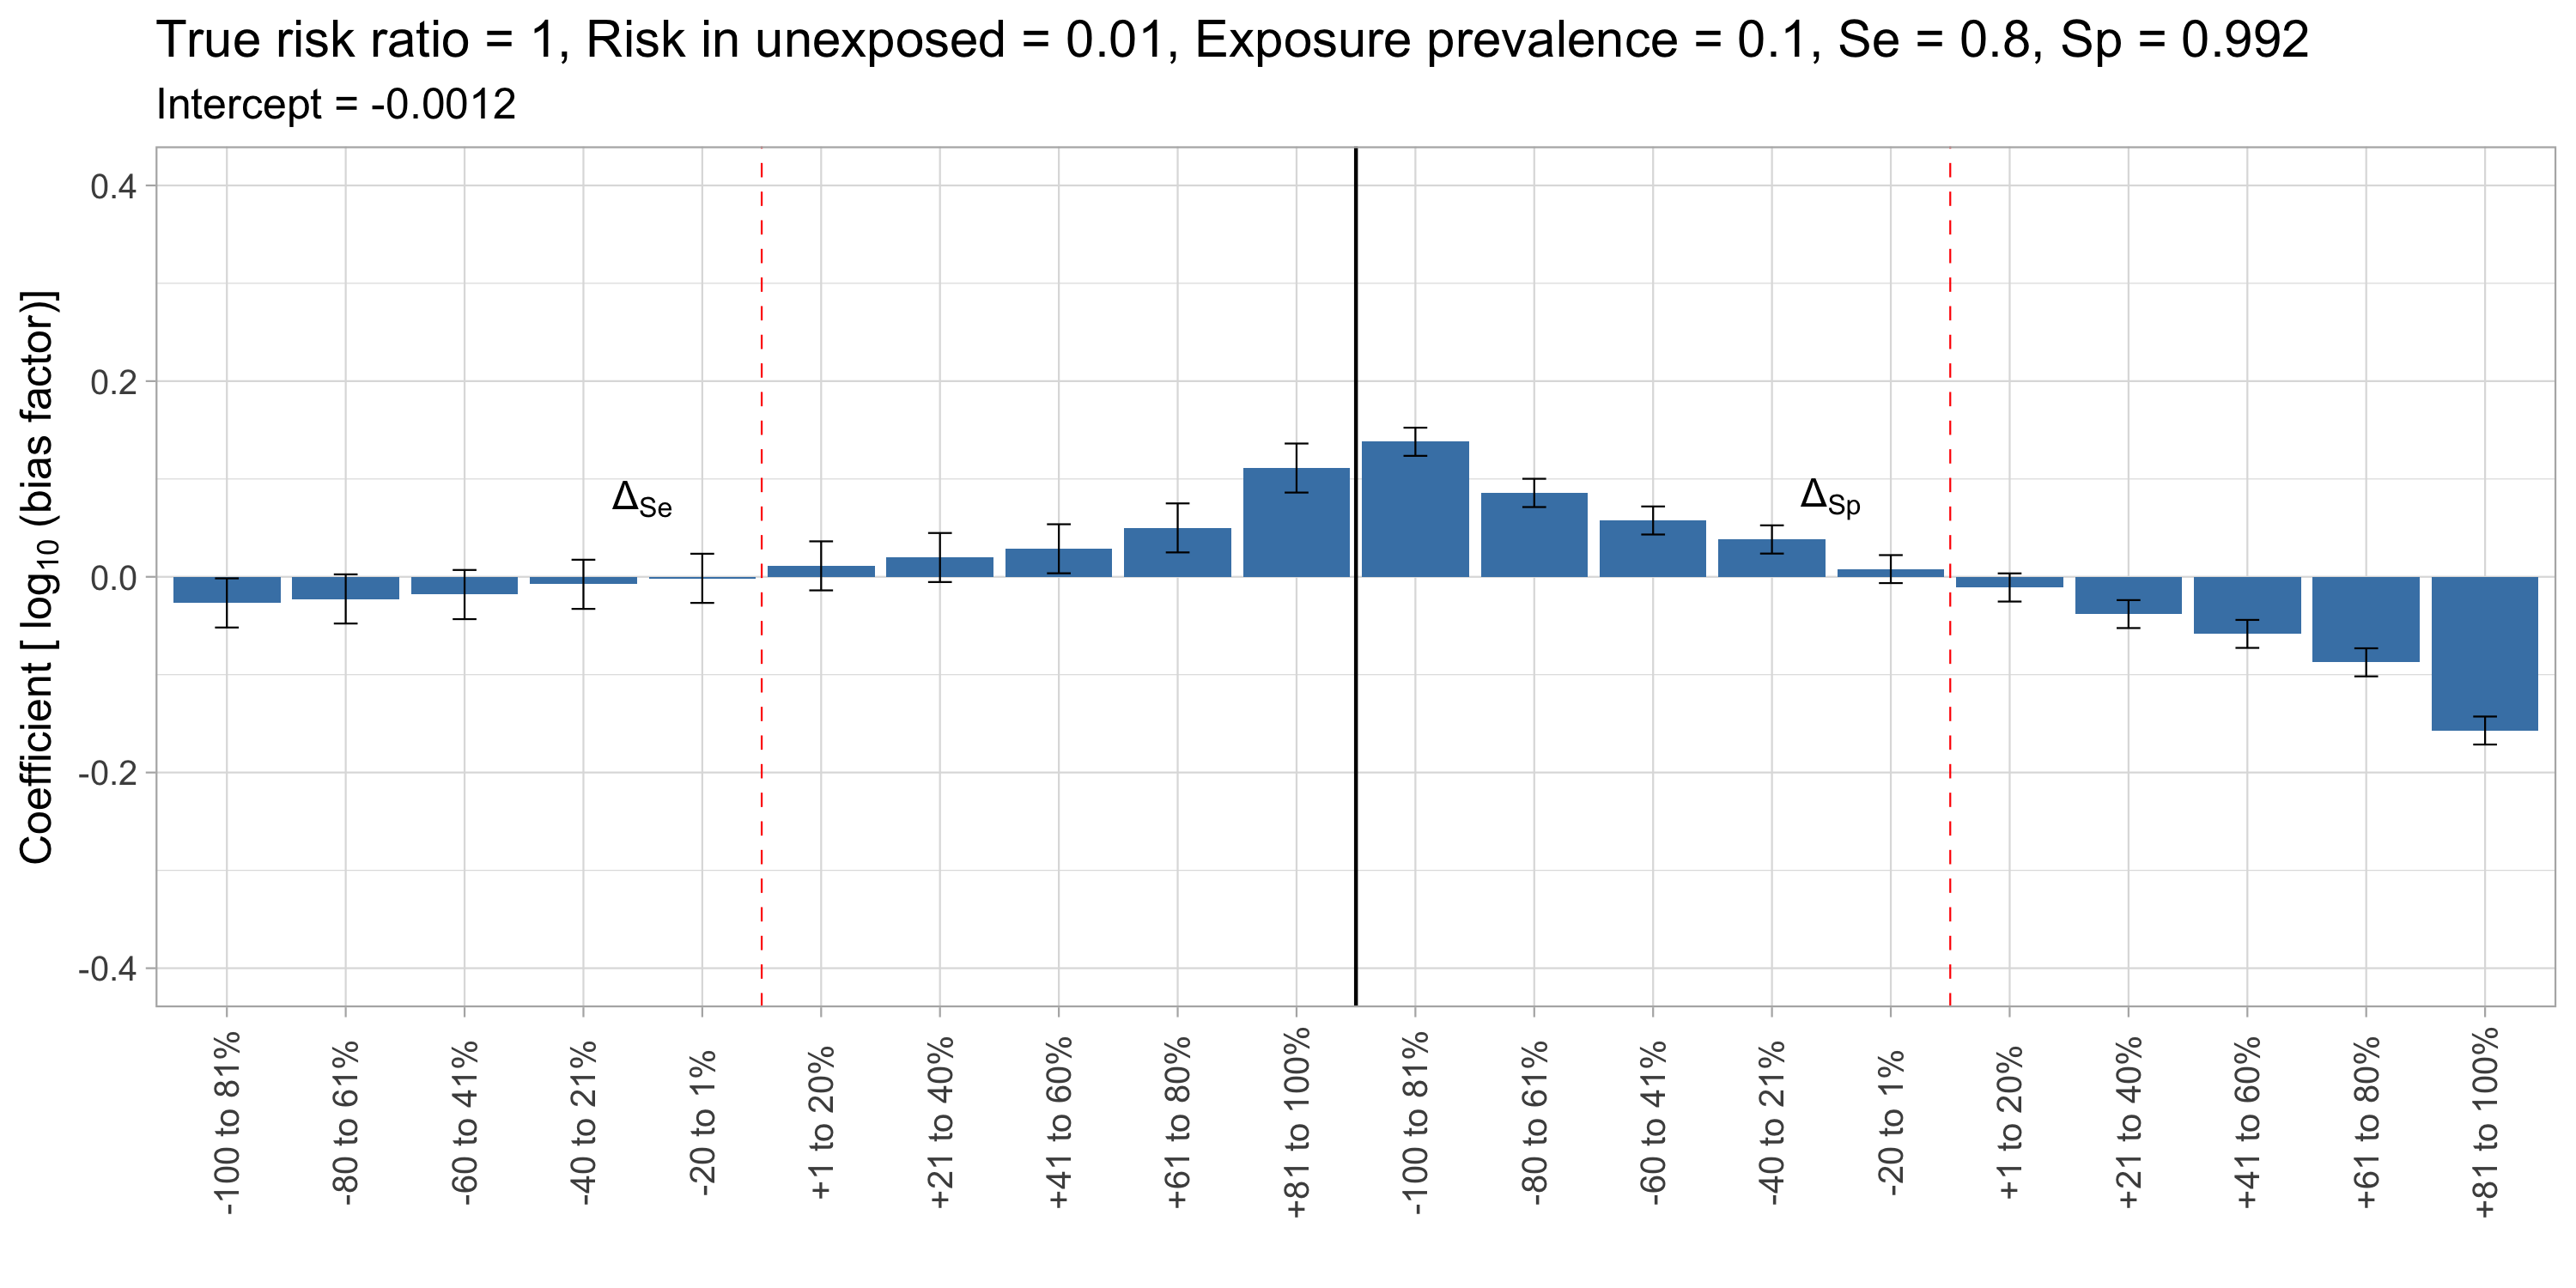 True risk ratio = 1, Risk in unexposed = 0.01, Exposure prevalence = 0.1, Se = 0.8, Sp = 0.992
Intercept = -0.0012
Coefficient [ log10 (bias factor)]
0.4
0.2
0.0
-0.2
-0.4
ΔSe
ΔSp
-100 to 81%
-80 to 61%
-60 to 41%
-40 to 21%
-20 to 1%
+1 to 20%
+21 to 40%
+41 to 60%
+61 to 80%
+81 to 100%
-100 to 81%
-80 to 61%
-60 to 41%
-40 to 21%
-20 to 1%
+1 to 20%
+21 to 40%
+41 to 60%
+61 to 80%
+81 to 100%